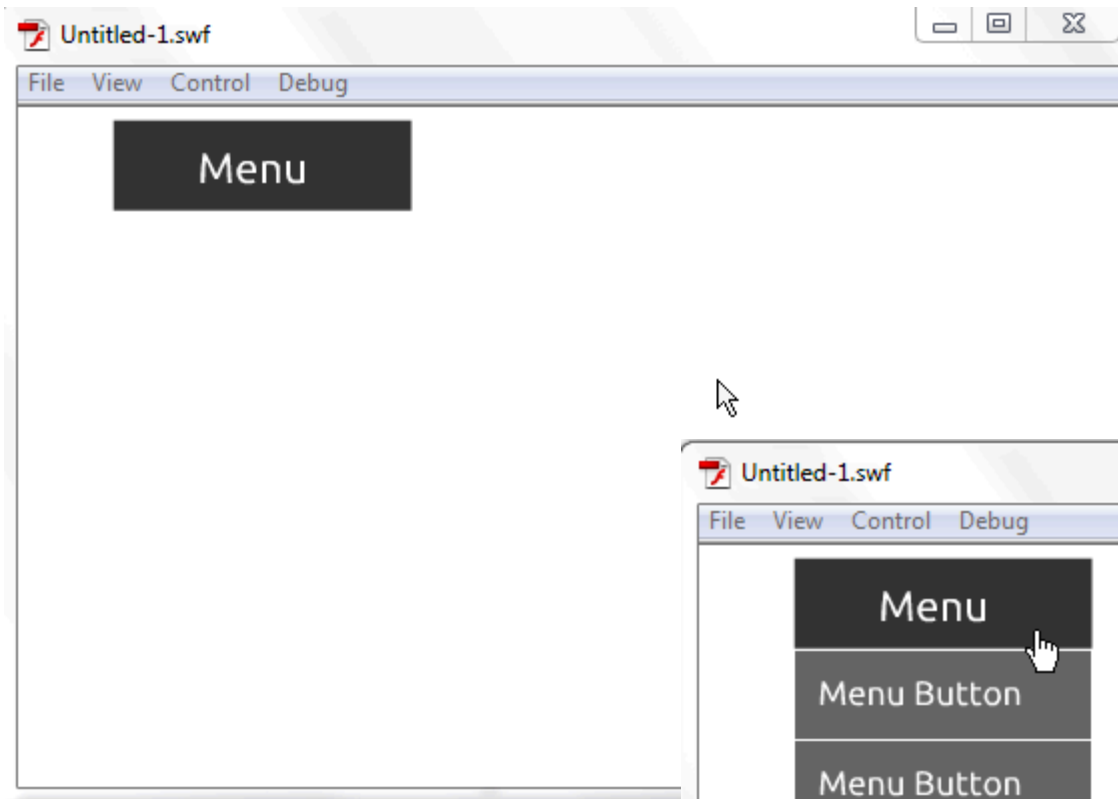 Untitled-1.swf
File View Control Debug
Menu
Untitled-1.swf
File View Control Debug
Menu
Menu Button
Menu Button